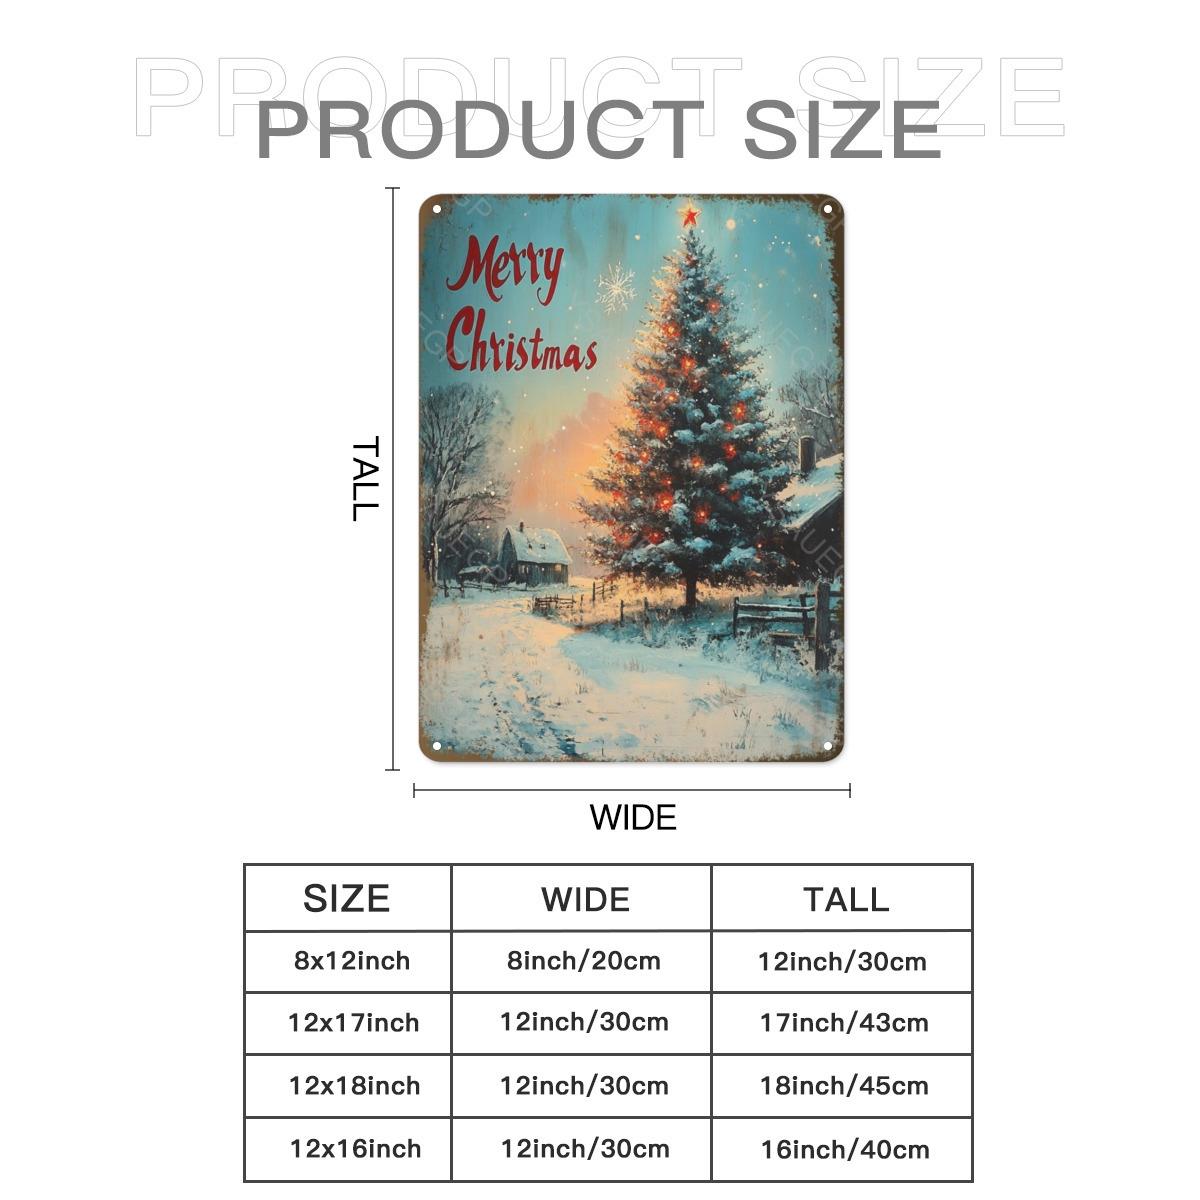 PRODUCT SIZE
PRODUCT SIZE
Merry
Christmas
TALL
WIDE
SIZE WIDE TALL
8x12inch 8inch/20cm 12inch/30cm
12x17inch 12inch/30cm 17inch/43cm
12x18inch 12inch/30cm 18inch/45cm
12x16inch 12inch/30cm 16inch/40cm